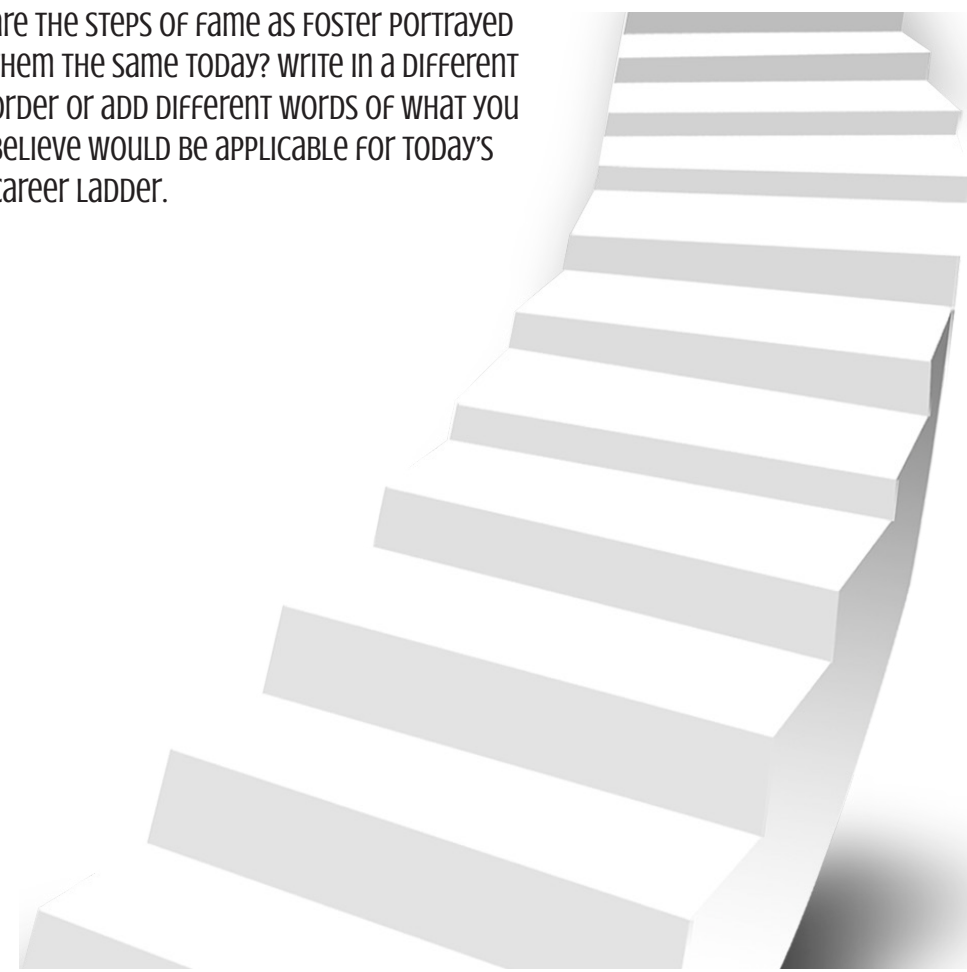 are the steps of fame as Foster portrayed
them the same today? Write in a different
order or add different words of what you
believe would be applicable for today's
career ladder.